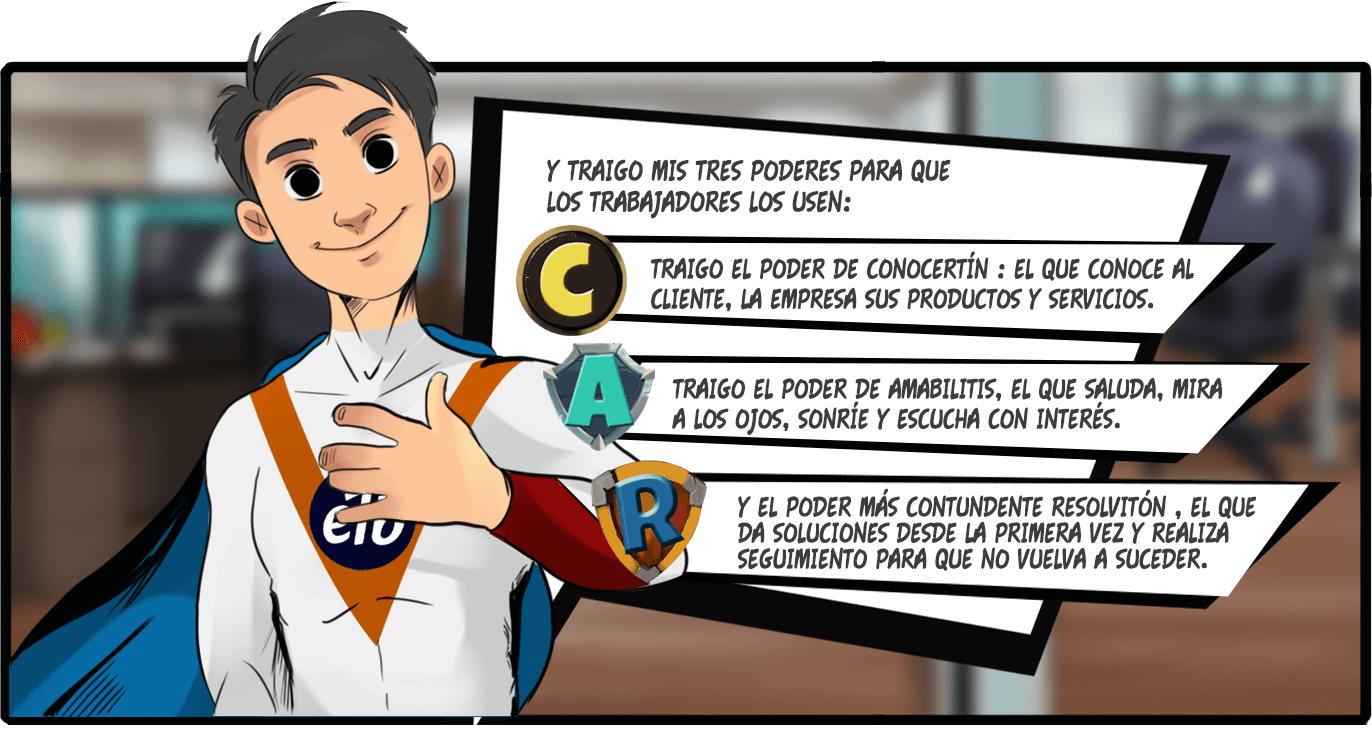 Y TRAIGO MIS TRES PODERES PARA QUE
LOS TRABAJADORES LOS USEN:
C
TRAIGO EL PODER DE CONOCERTÍN : EL QUE CONOCE AL
CLIENTE, LA EMPRESA SUS PRODUCTOS Y SERVICIOS.
A
TRAIGO EL PODER DE AMABILITIS, EL QUE SALUDA, MIRA
A LOS OJOS, SONRÍE Y ESCUCHA CON INTERÉS.
R
Y EL PODER MÁS CONTUNDENTE RESOLVITÓN , EL QUE
DA SOLUCIONES DESDE LA PRIMERA VEZ Y REALIZA
SEGUIMIENTO PARA QUE NO VUELVA A SUCEDER.